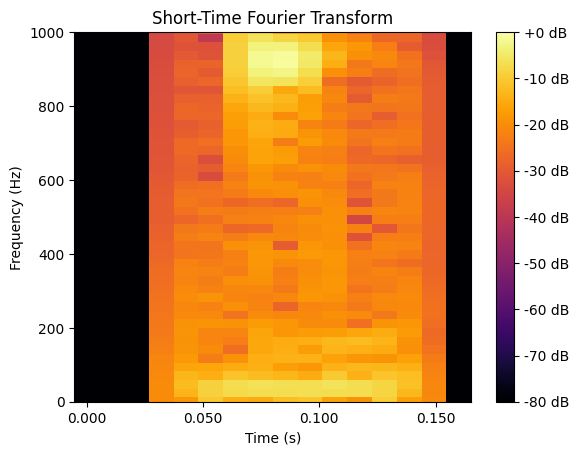 Short-Time Fourier Transform
1000
800
600
400
200
0
Frequency (Hz)
0.000
0.050
0.100
0.150
Time (s)
+0 dB
-10 dB
-20 dB
-30 dB
-40 dB
-50 dB
-60 dB
-70 dB
-80 dB